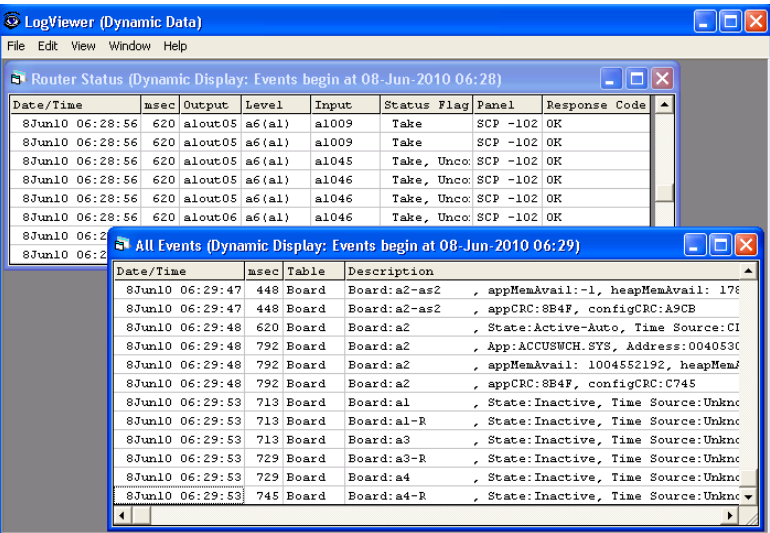 LogViewer (Dynamic Data)
File Edit View Window Help
Router Status (Dynamic Display: Events begin at 08-Jun-2010 06:28)
Date/Time msec Output Level Input Status Flag Panel Response Code
8Jun10 06:28:56 620 alout05 a6(al) al009 Take SCP -102 OK
8Jun10 06:28:56 620 alout05 a6(al) al009 Take SCP -102 OK
8Jun10 06:28:56 620 alout05 a6(al) al045 Take, Unco SCP -102 OK
8Jun10 06:28:56 620 alout05 a6(al) al046 Take, Unco SCP -102 OK
8Jun10 06:28:56 620 alout05 a6(al) al046 Take, Unco SCP -102 OK
8Jun10 06:28:56 620 alout06 a6(al) al046 Take, Unco SCP -102 OK
8Jun10 06:2
8Jun10 06:2
All Events (Dynamic Display: Events begin at 08-Jun-2010 06:29)
Date/Time msec Table Description
8Jun10 06:29:47 448 Board Board:a2-as2 , appMemAvail:-1, heapMemAvail: 178
8Jun10 06:29:47 448 Board Board:a2-as2 , appCRC:8B4F, configCRC:A9CB
8Jun10 06:29:48 620 Board Board:a2 , State:Active-Auto, Time Source:
8Jun10 06:29:48 792 Board Board:a2 , App:ACCUSWCH.SYS, Address:0040530
8Jun10 06:29:48 792 Board Board:a2 , appMemAvail: 1004552192, heapMem
8Jun10 06:29:48 792 Board Board:a2 , appCRC:8B4F, configCRC:C745
8Jun10 06:29:53 713 Board Board:a1 , State:Inactive, Time Source:Unkn
8Jun10 06:29:53 713 Board Board:a1-R , State:Inactive, Time Source:Unkn
8Jun10 06:29:53 713 Board Board:a3 , State:Inactive, Time Source:Unkn
8Jun10 06:29:53 729 Board Board:a3-R , State:Inactive, Time Source:Unkn
8Jun10 06:29:53 729 Board Board:a4 , State:Inactive, Time Source:Unkn
8Jun10 06:29:53 745 Board Board:a4-R , State:Inactive, Time Source:Unkn